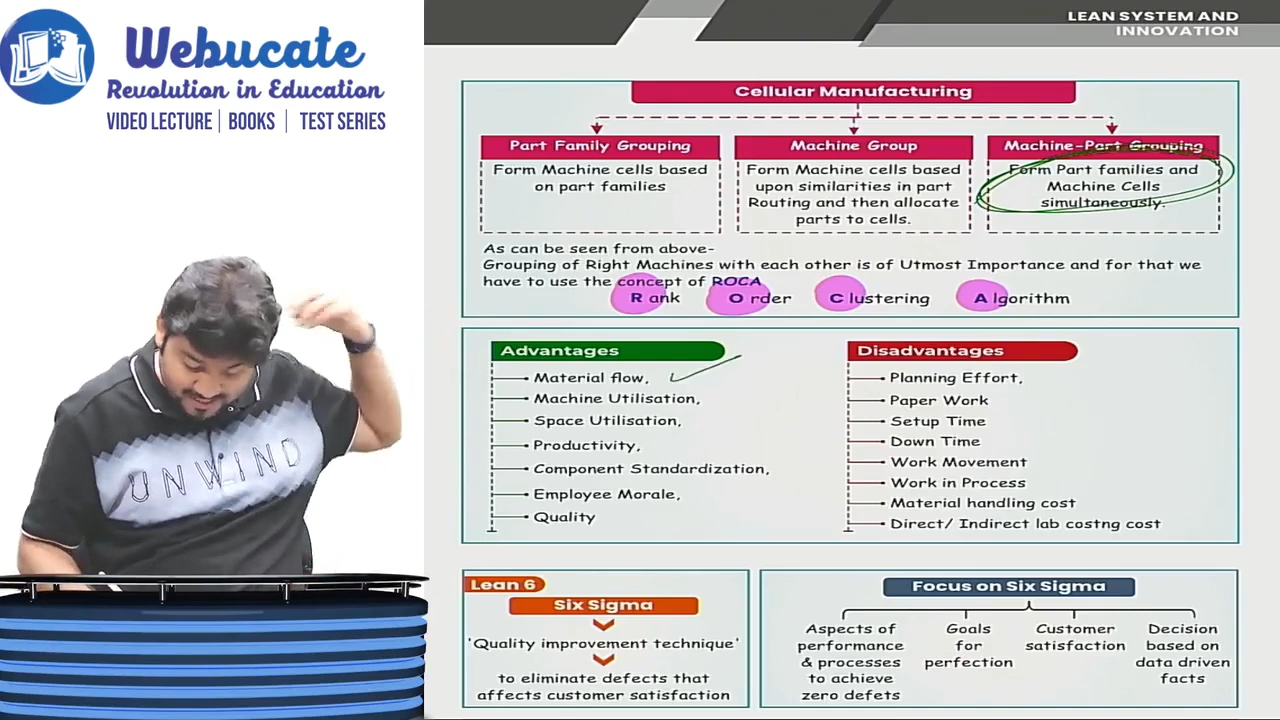 Webucate
Revolution in Education
VIDEO LECTURE | BOOKS | TEST SERIES
UNWIND
LEAN SYSTEM AND
INNOVATION
Cellular Manufacturing
Part Family Grouping
Form Machine cells based
on part families
Machine Group
Form Machine cells based
upon similarities in part
Routing and then allocate
parts to cells.
Machine-Part Grouping
Form Part families and
Machine Cells
simultaneously.
As can be seen from above-
Grouping of Right Machines with each other is of Utmost Importance and for that we
have to use the concept of ROCA
R ank O rder C lustering A lgorithm
Advantages
Material flow,
Machine Utilisation,
Space Utilisation,
Productivity,
Component Standardization,
Employee Morale,
Quality
Disadvantages
Planning Effort,
Paper Work
Setup Time
Down Time
Work Movement
Work in Process
Material handling cost
Direct/ Indirect lab costng cost
Lean 6
Six Sigma
'Quality improvement technique'
to eliminate defects that
affects customer satisfaction
Focus on Six Sigma
Aspects of
performance
& processes
to achieve
zero defets
Goals
for
perfection
Customer
satisfaction
Decision
based on
data driven
facts